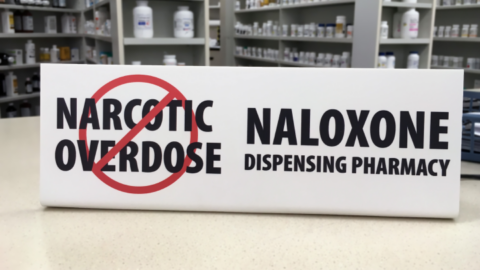 NARCOTIC
OVERDOSE
NALOXONE
DISPENSING PHARMACY